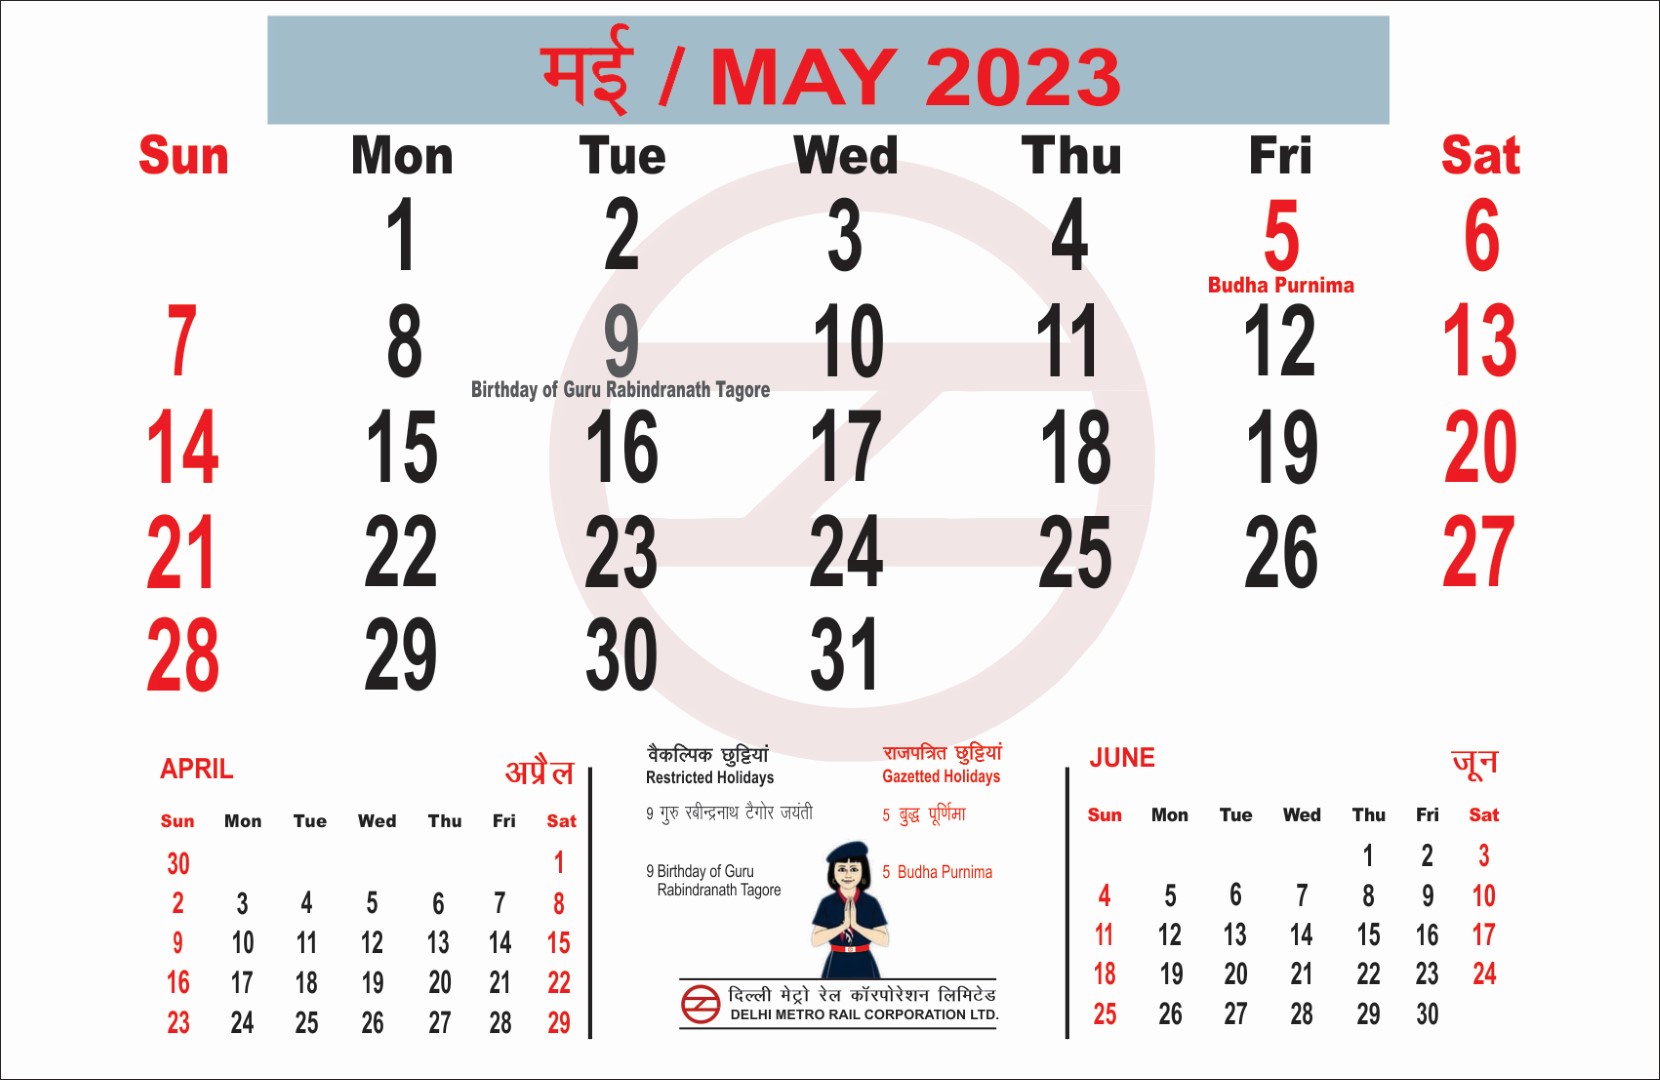 मई / MAY 2023
Sun Mon Tue Wed Thu Fri Sat
1 2 3 4 5 6
Budha Purnima
7 8 9 10 11 12 13
Birthday of Guru Rabindranath Tagore
14 15 16 17 18 19 20
21 22 23 24 25 26 27
28 29 30 31
APRIL अप्रैल
Sun Mon Tue Wed Thu Fri Sat
30 1
2 3 4 5 6 7 8
9 10 11 12 13 14 15
16 17 18 19 20 21 22
23 24 25 26 27 28 29
वैकल्पिक छुट्टियां
Restricted Holidays
9 गुरु रबीन्द्रनाथ टैगोर जयंती
9 Birthday of Guru
Rabindranath Tagore
राजपत्रित छुट्टियां
Gazetted Holidays
5 बुद्ध पूर्णिमा
5 Budha Purnima
दिल्ली मेट्रो रेल कॉरपोरेशन लिमिटेड
DELHI METRO RAIL CORPORATION LTD.
JUNE जून
Sun Mon Tue Wed Thu Fri Sat
1 2 3
4 5 6 7 8 9 10
11 12 13 14 15 16 17
18 19 20 21 22 23 24
25 26 27 28 29 30